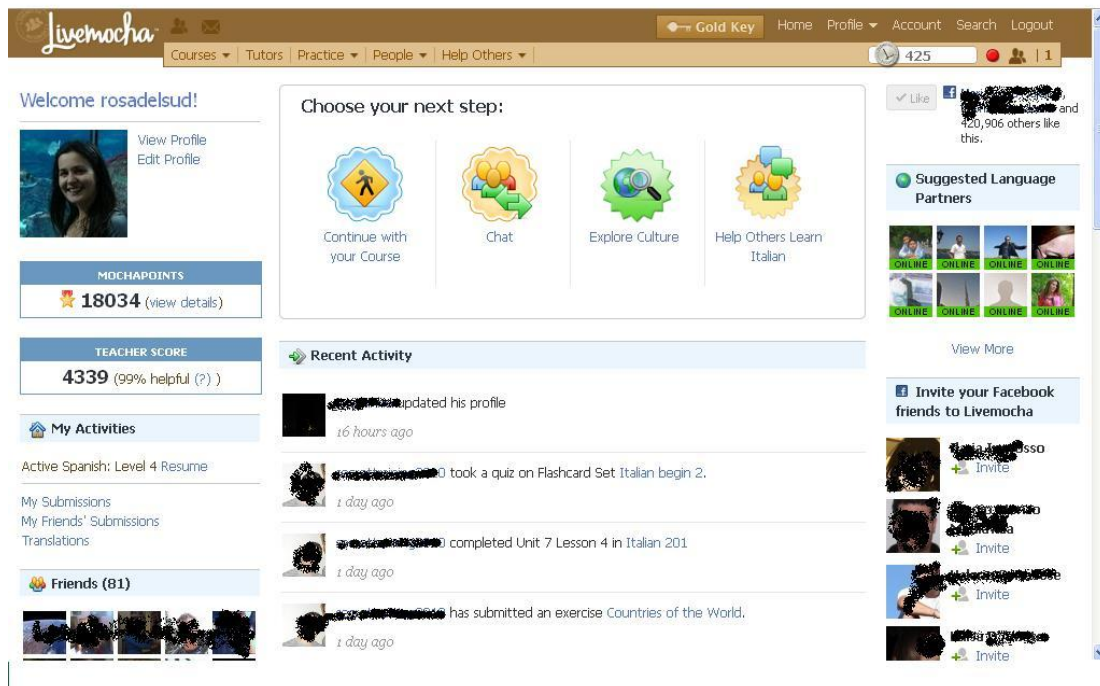 Livemocha
Gold Key Home Profile Account Search Logout
Courses Tutors Practice People Help Others
425 1
Welcome rosadelsud!
View Profile
Edit Profile
MOCHAPOINTS
18034 (view details)
TEACHER SCORE
4339 (99% helpful (?) )
My Activities
Active Spanish: Level 4 Resume
My Submissions
My Friends' Submissions
Translations
Friends (81)
Choose your next step:
Continue with
your Course
Chat
Explore Culture
Help Others Learn
Italian
Recent Activity
updated his profile
16 hours ago
took a quiz on Flashcard Set Italian begin 2.
1 day ago
completed Unit 7 Lesson 4 in Italian 201
1 day ago
has submitted an exercise Countries of the World.
1 day ago
Like
and
420,906 others like
this.
Suggested Language
Partners
ONLINE ONLINE ONLINE ONLINE
ONLINE ONLINE ONLINE ONLINE
View More
Invite your Facebook
friends to Livemocha
Invite
Invite
Invite
Invite